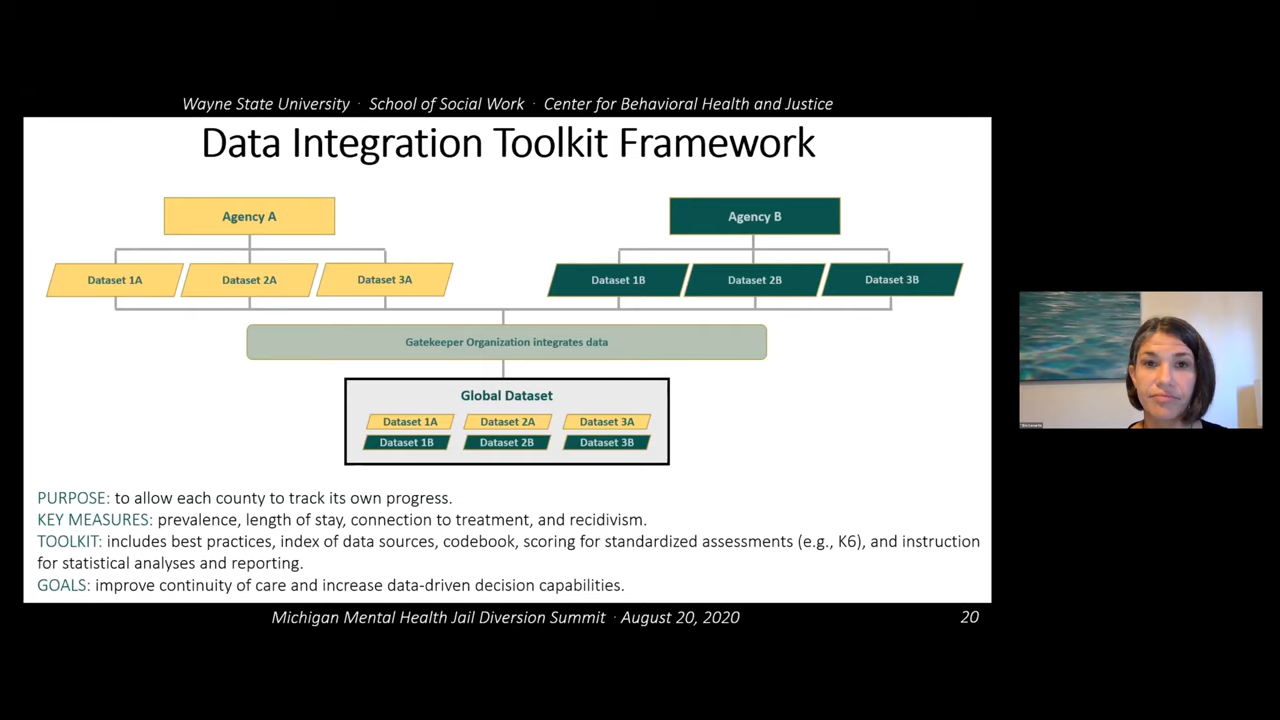 Wayne State University · School of Social Work · Center for Behavioral Health and Justice
Data Integration Toolkit Framework
Agency A
Agency B
Dataset 1A
Dataset 2A
Dataset 3A
Dataset 1B
Dataset 2B
Dataset 3B
Gatekeeper Organization integrates data
Global Dataset
Dataset 1A
Dataset 2A
Dataset 3A
Dataset 1B
Dataset 2B
Dataset 3B
PURPOSE: to allow each county to track its own progress.
KEY MEASURES: prevalence, length of stay, connection to treatment, and recidivism.
TOOLKIT: includes best practices, index of data sources, codebook, scoring for standardized assessments (e.g., K6), and instruction
for statistical analyses and reporting.
GOALS: improve continuity of care and increase data-driven decision capabilities.
Michigan Mental Health Jail Diversion Summit · August 20, 2020
20